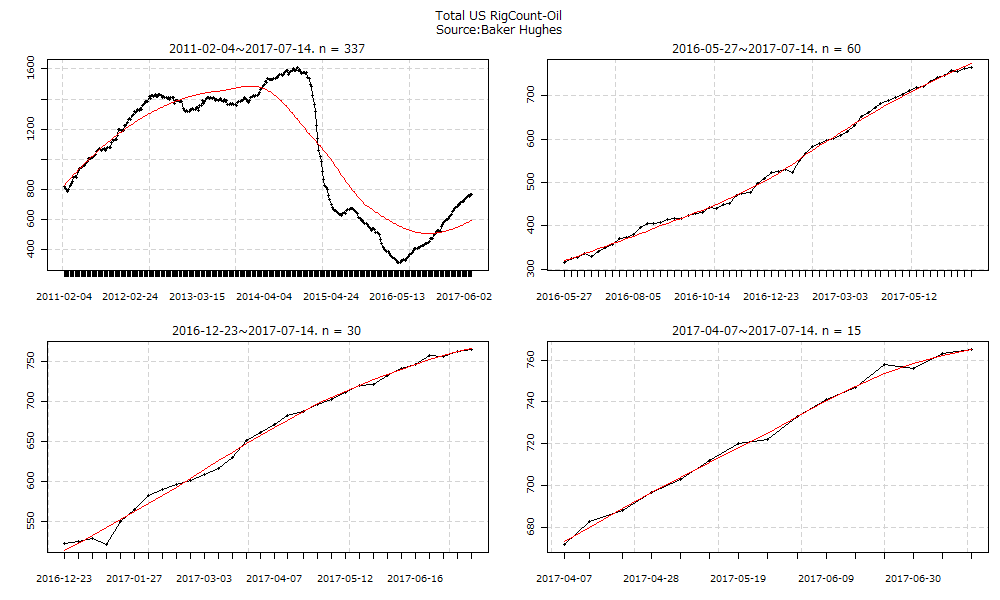 Total US RigCount-Oil
Source:Baker Hughes
2011-02-04~2017-07-14. n = 337
1600
1200
800
600
400
2011-02-04 2012-02-24 2013-03-15 2014-04-04 2015-04-24 2016-05-13 2017-06-02
2016-05-27~2017-07-14. n = 60
700
600
500
400
300
2016-05-27 2016-08-05 2016-10-14 2016-12-23 2017-03-03 2017-05-12
2016-12-23~2017-07-14. n = 30
750
700
650
600
550
2016-12-23 2017-01-27 2017-03-03 2017-04-07 2017-05-12 2017-06-16
2017-04-07~2017-07-14. n = 15
760
740
720
700
680
2017-04-07 2017-04-28 2017-05-19 2017-06-09 2017-06-30